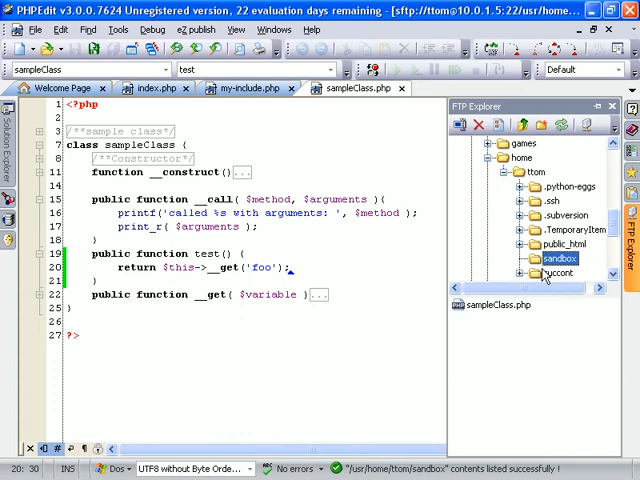 PHPEdit v3.0.0.7624 Unregistered version, 22 evaluation days remaining - [sftp://ttom@10.0.1.5:22/usr/home/ttom/s...
File Edit Find Tools Debug eZ publish View Windows Help
Default
sampleClass test
Welcome Page index.php my-include.php sampleClass.php
FTP Explorer
Solution Explorer
FTP Explorer
1 <?php
2
3 /**sample class*/
7 class sampleClass {
8 /**Constructor*/
11 function __construct()...
14
15 public function __call( $method, $arguments ){
16 printf('called %s with arguments: ', $method );
17 print_r( $arguments );
18 }
19 public function test() {
20 return $this->__get('foo');
21 }
22 public function __get( $variable )...
25 }
26
27 ?>
games
home
ttom
.python-eggs
.ssh
.subversion
.TemporaryItem
public_html
sandbox
sampleClass.php
20: 30 INS Dos UTF8 without Byte Order... No errors "/usr/home/ttom/sandbox" contents listed successfully !